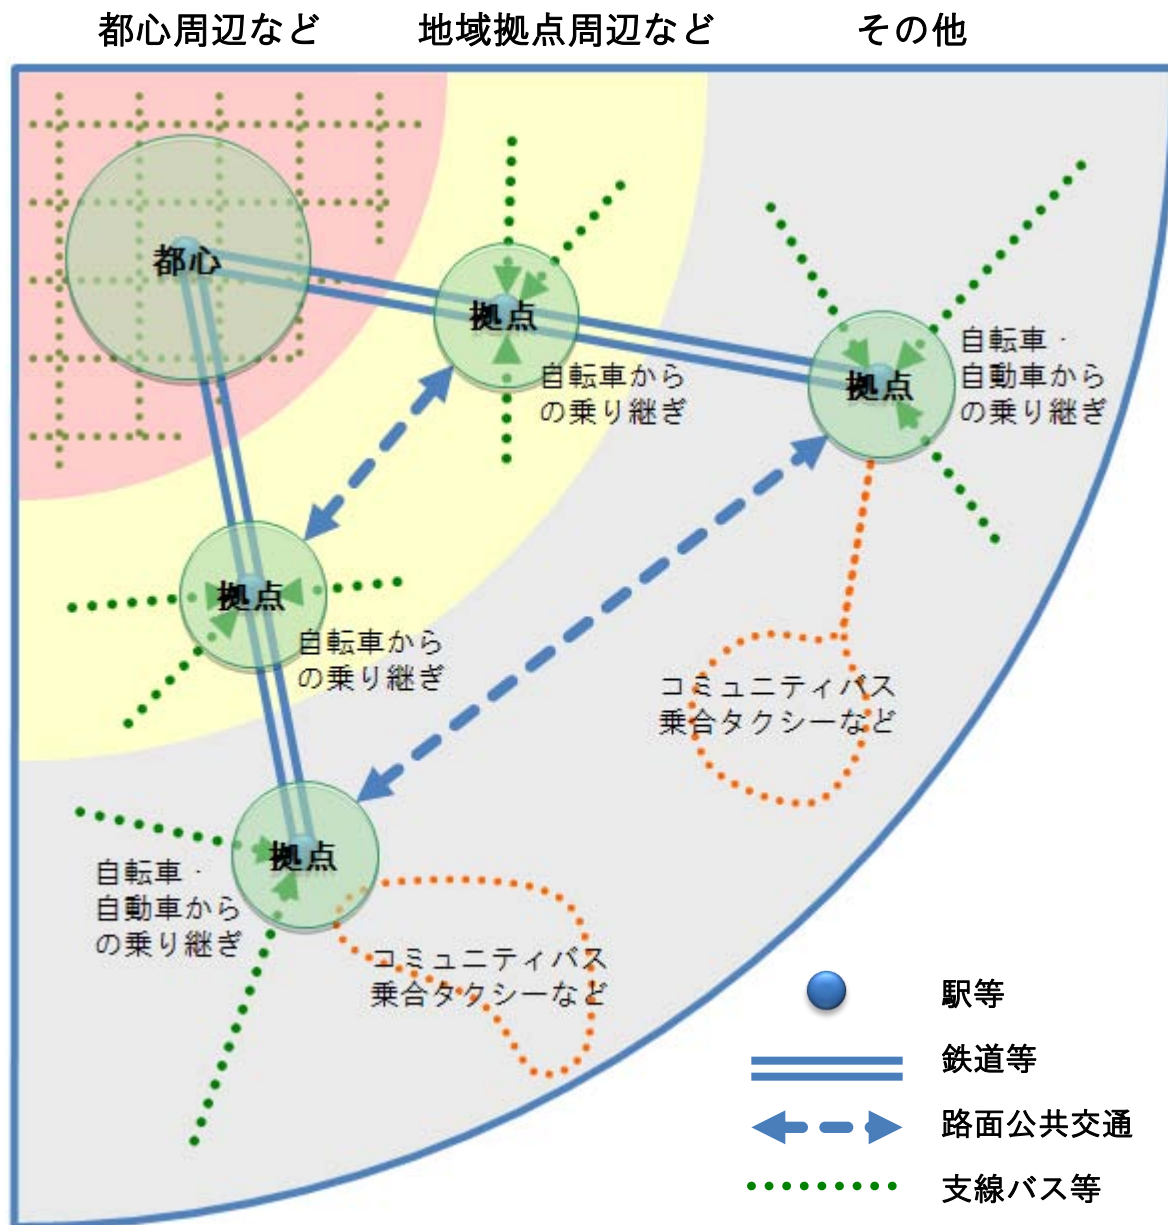 都心周辺など
地域拠点周辺など
その他
都心
拠点
自転車から
の乗り継ぎ
拠点
自転車・
自動車から
の乗り継ぎ
拠点
自転車から
の乗り継ぎ
コミュニティバス
乗合タクシーなど
拠点
自転車・
自動車から
の乗り継ぎ
コミュニティバス
乗合タクシーなど
駅等
鉄道等
路面公共交通
支線バス等